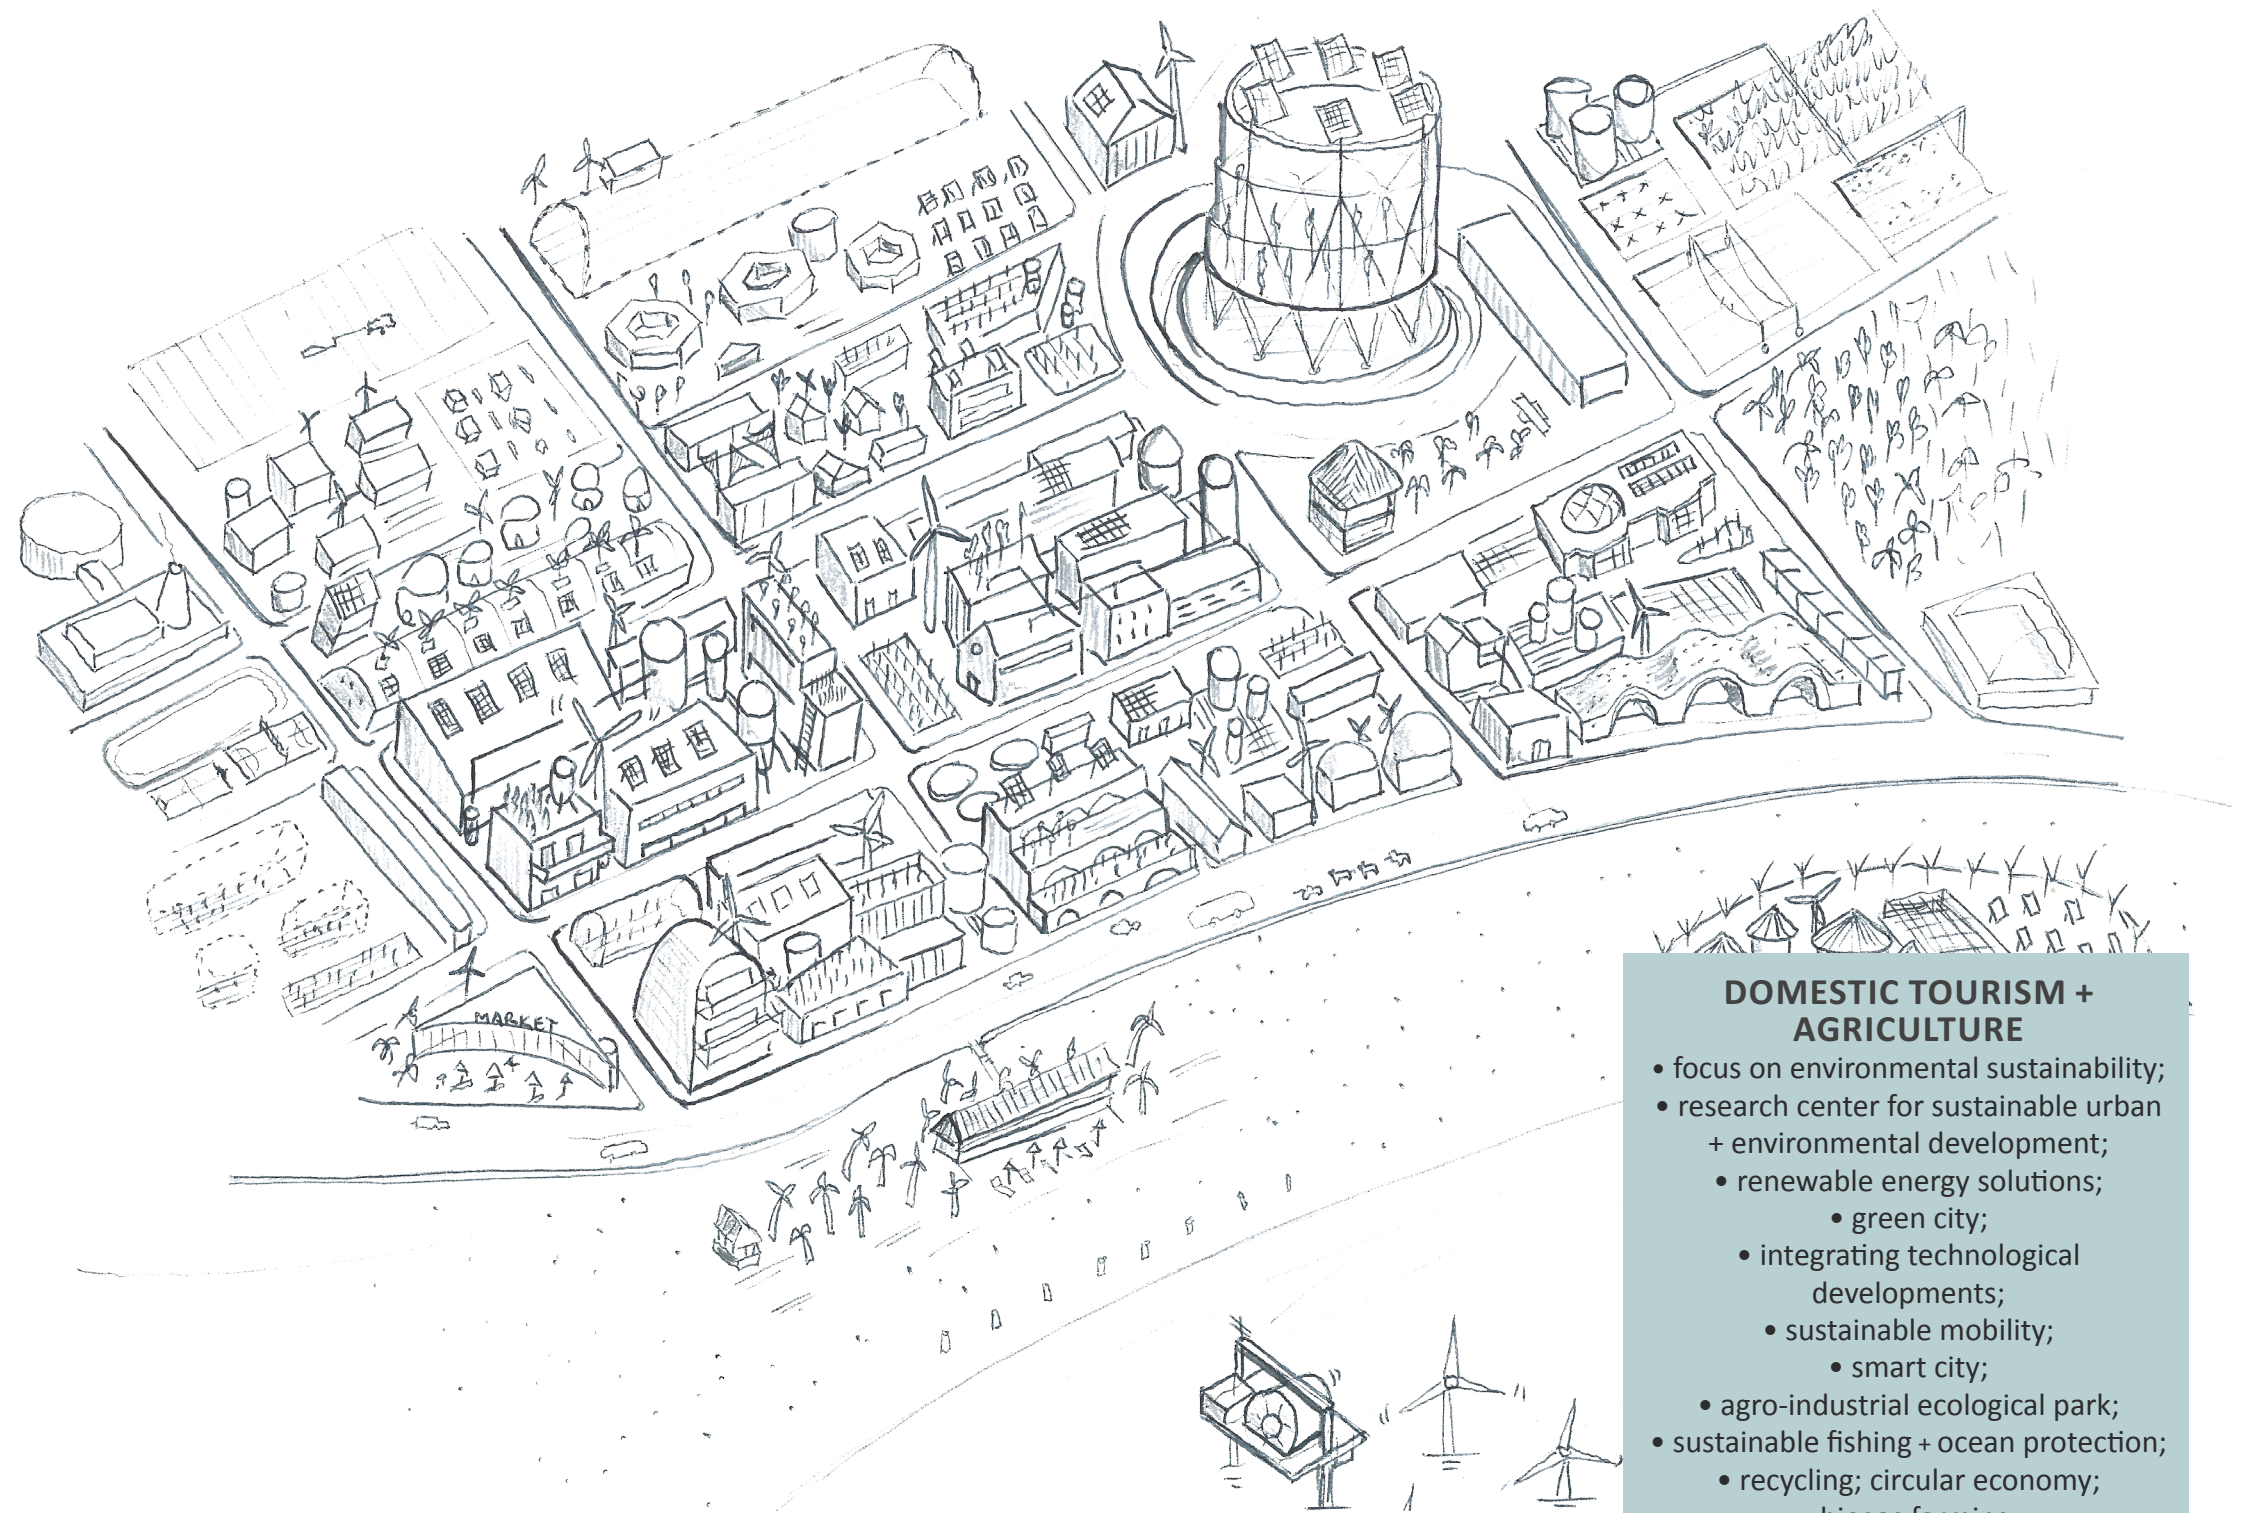 MARKET
DOMESTIC TOURISM +
AGRICULTURE
• focus on environmental sustainability;
• research center for sustainable urban
+ environmental development;
• renewable energy solutions;
• green city;
• integrating technological
developments;
• sustainable mobility;
• smart city;
• agro-industrial ecological park;
• sustainable fishing + ocean protection;
• recycling; circular economy;